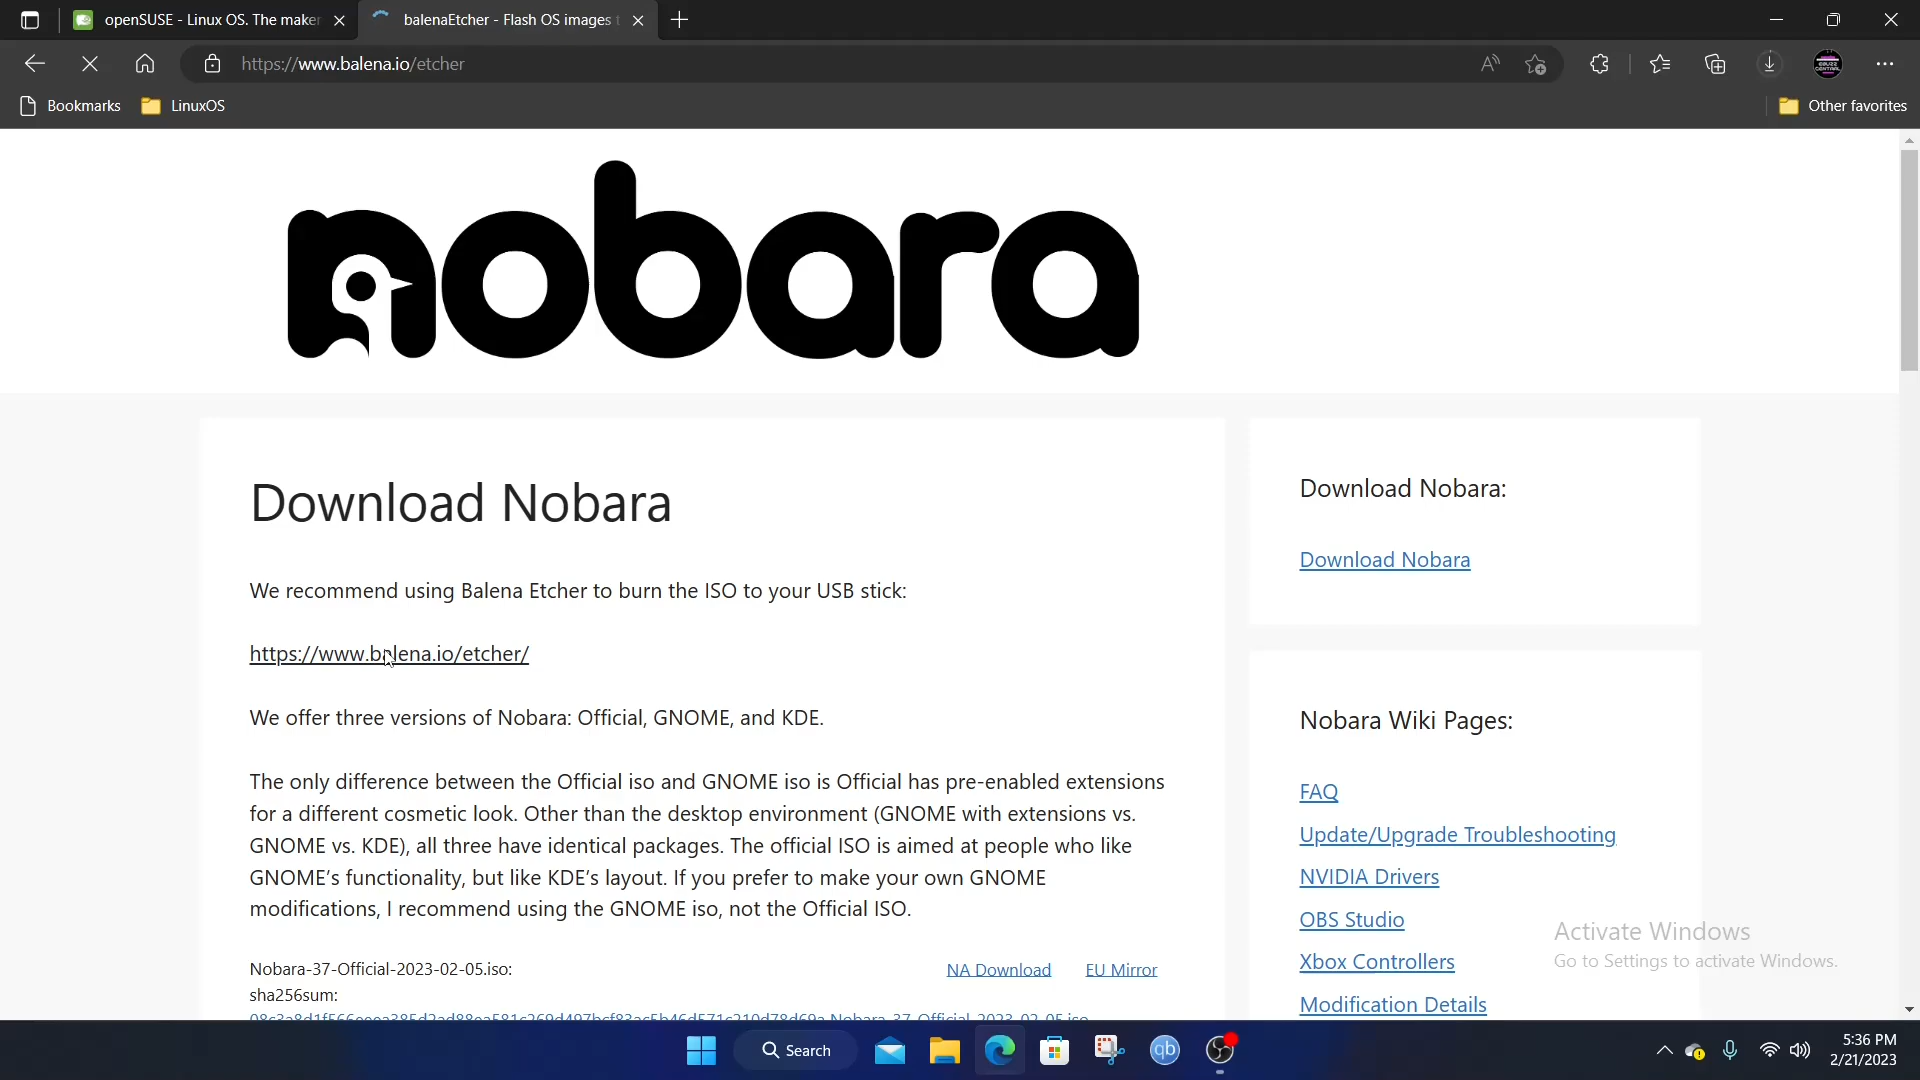 openSUSE - Linux OS. The maker
balenaEtcher - Flash OS images t
https://www.balena.io/etcher
Bookmarks
LinuxOS
Other favorites
nobara
Download Nobara
We recommend using Balena Etcher to burn the ISO to your USB stick:
https://www.balena.io/etcher/
We offer three versions of Nobara: Official, GNOME, and KDE.
The only difference between the Official iso and GNOME iso is Official has pre-enabled extensions
for a different cosmetic look. Other than the desktop environment (GNOME with extensions vs.
GNOME vs. KDE), all three have identical packages. The official ISO is aimed at people who like
GNOME's functionality, but like KDE's layout. If you prefer to make your own GNOME
modifications, I recommend using the GNOME iso, not the Official ISO.
Nobara-37-Official-2023-02-05.iso:
NA Download
EU Mirror
sha256sum:
Download Nobara:
Download Nobara
Nobara Wiki Pages:
FAQ
Update/Upgrade Troubleshooting
NVIDIA Drivers
OBS Studio
Xbox Controllers
Modification Details
Activate Windows
Go to Settings to activate Windows.
Search
qb
5:36 PM
2/21/2023